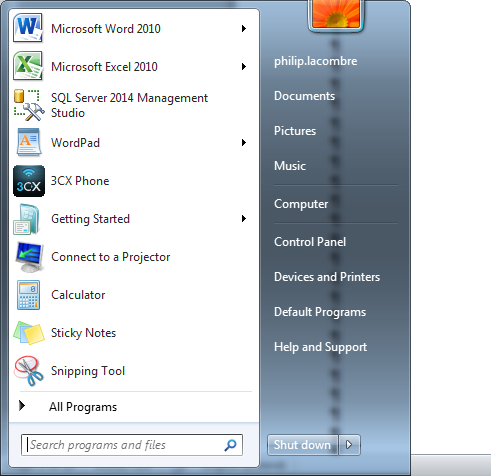 Microsoft Word 2010
Microsoft Excel 2010
SQL Server 2014 Management
Studio
WordPad
3CX
3CX Phone
Getting Started
Connect to a Projector
Calculator
Sticky Notes
Snipping Tool
All Programs
Search programs and files
philip.lacombre
Documents
Pictures
Music
Computer
Control Panel
Devices and Printers
Default Programs
Help and Support
Shut down